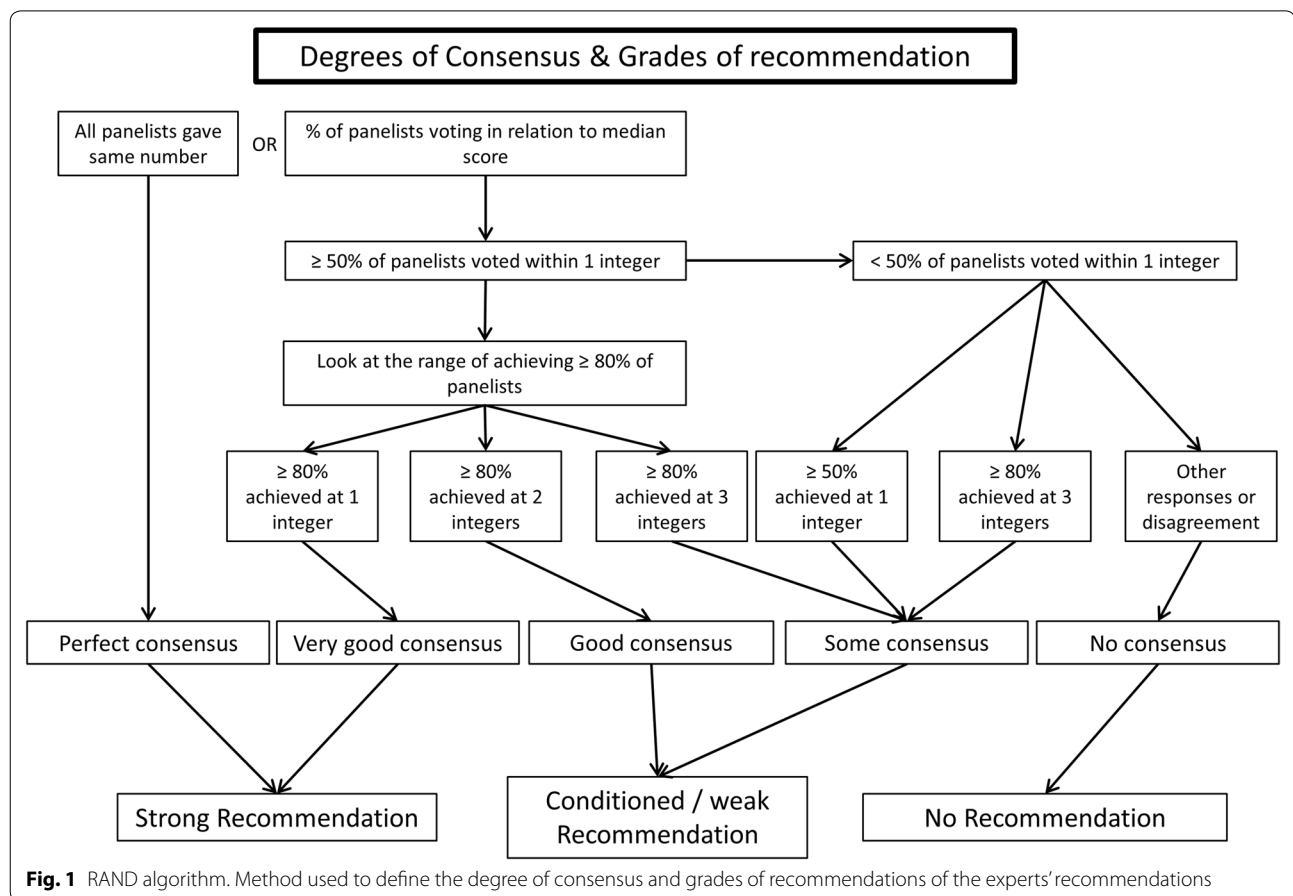 Degrees of Consensus & Grades of recommendation
All panelists gave
same number
OR
% of panelists voting in relation to median
score
≥ 50% of panelists voted within 1 integer
< 50% of panelists voted within 1 integer
Look at the range of achieving ≥ 80% of
panelists
≥ 80%
achieved at 1
integer
≥ 80%
achieved at 2
integers
≥ 80%
achieved at 3
integers
≥ 50%
achieved at 1
integer
≥ 80%
achieved at 3
integers
Other
responses or
disagreement
Perfect consensus
Very good consensus
Good consensus
Some consensus
No consensus
Strong Recommendation
Conditioned / weak
Recommendation
No Recommendation
Fig. 1 RAND algorithm. Method used to define the degree of consensus and grades of recommendations of the experts' recommendations